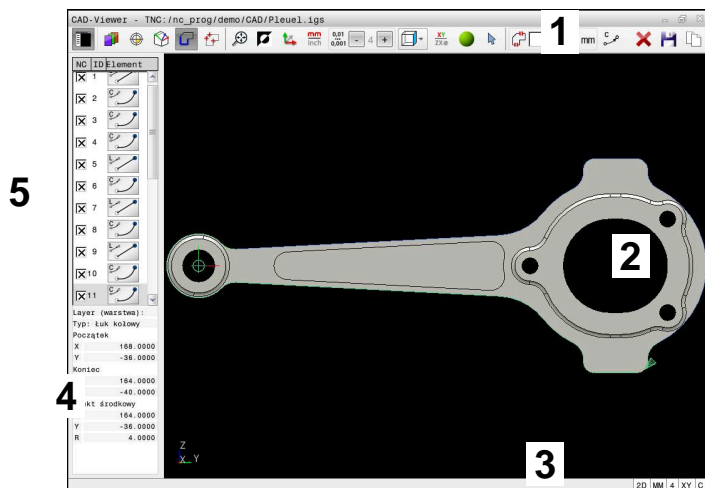 CAD-Viewer - TNC:/nc_prog/demo/CAD/Pleuel.igs
mm
inch
0,01
0,001
- 4 +
XY
ZX
1
mm
C
5
NC ID Element
1 L
2 C
3 C
4 C
5 L
6 C
7 L
8 C
9 L
10 C
11 C
Layer (warstwa):
Typ: Łuk kołowy
Początek
X 168.0000
Y -36.0000
Koniec
164.0000
-40.0000
4
środkowy
164.0000
Y -36.0000
R 4.0000
2
Z
X Y
3
2D MM 4 XY C